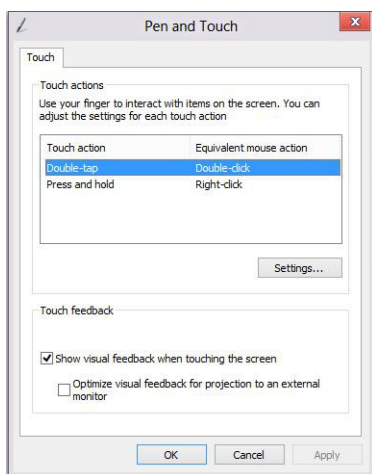 Pen and Touch
Touch
Touch actions
Use your finger to interact with items on the screen. You can
adjust the settings for each touch action
Touch action Equivalent mouse action
Double-tap Double-click
Press and hold Right-click
Settings...
Touch feedback
Show visual feedback when touching the screen
Optimize visual feedback for projection to an external
monitor
OK Cancel Apply